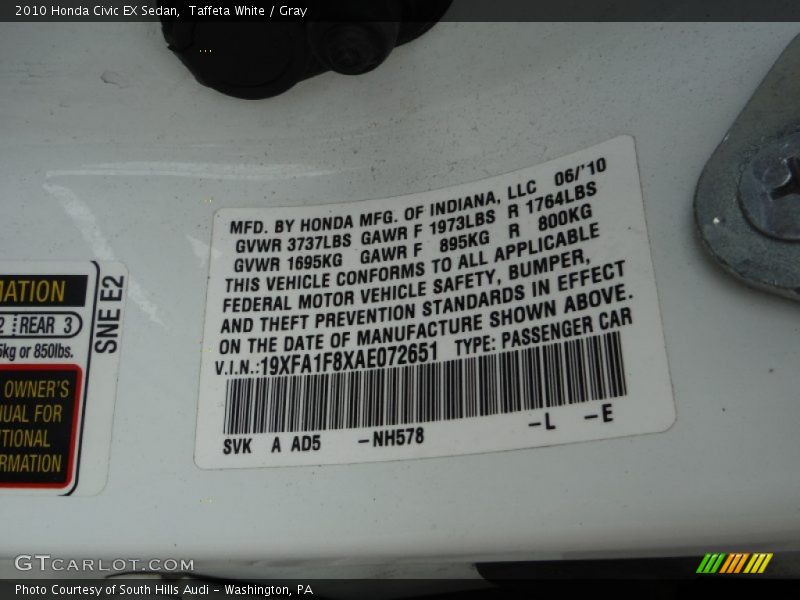 2010 Honda Civic EX Sedan,  Taffeta White / Gray
MFD. BY HONDA MFG. OF INDIANA, LLC 06/'10
GVWR 3737LBS GAWR F 1973LBS R 1764LBS
GVWR 1695KG GAWR F 895KG R 800KG
THIS VEHICLE CONFORMS TO ALL APPLICABLE
FEDERAL MOTOR VEHICLE SAFETY, BUMPER,
AND THEFT PREVENTION STANDARDS IN EFFECT
ON THE DATE OF MANUFACTURE SHOWN ABOVE.
V.I.N.:19XFA1F8XAE072651 TYPE: PASSENGER CAR
SVK A AD5 -NH578 -L -E
MATION
2 REAR 3
5kg or 850lbs.
OWNER'S
NUAL FOR
ITIONAL
RMATION
SNE E2
GTCARLOT.COM
Photo Courtesy of South Hills Audi - Washington, PA